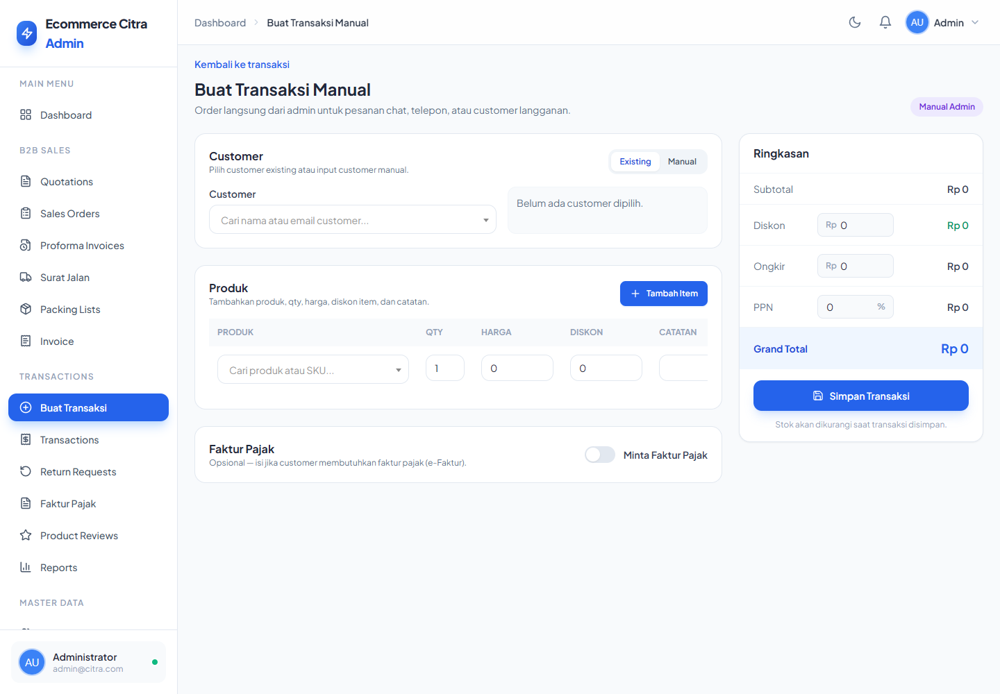 Ecommerce Citra
Admin
MAIN MENU
Dashboard
B2B SALES
Quotations
Sales Orders
Proforma Invoices
Surat Jalan
Packing Lists
Invoice
TRANSACTIONS
Buat Transaksi
Transactions
Return Requests
Faktur Pajak
Product Reviews
Reports
MASTER DATA
AU
Administrator
admin@citra.com
Dashboard
Buat Transaksi Manual
AU
Admin
Kembali ke transaksi
Buat Transaksi Manual
Order langsung dari admin untuk pesanan chat, telepon, atau customer langganan.
Manual Admin
Customer
Pilih customer existing atau input customer manual.
Existing
Manual
Customer
Cari nama atau email customer...
Belum ada customer dipilih.
Produk
Tambahkan produk, qty, harga, diskon item, dan catatan.
Tambah Item
PRODUK QTY HARGA DISKON CATATAN
Cari produk atau SKU... 1 0 0
Faktur Pajak
Opsional — isi jika customer membutuhkan faktur pajak (e-Faktur).
Minta Faktur Pajak
Ringkasan
Subtotal Rp 0
Diskon Rp 0 Rp 0
Ongkir Rp 0 Rp 0
PPN 0 % Rp 0
Grand Total Rp 0
Simpan Transaksi
Stok akan dikurangi saat transaksi disimpan.